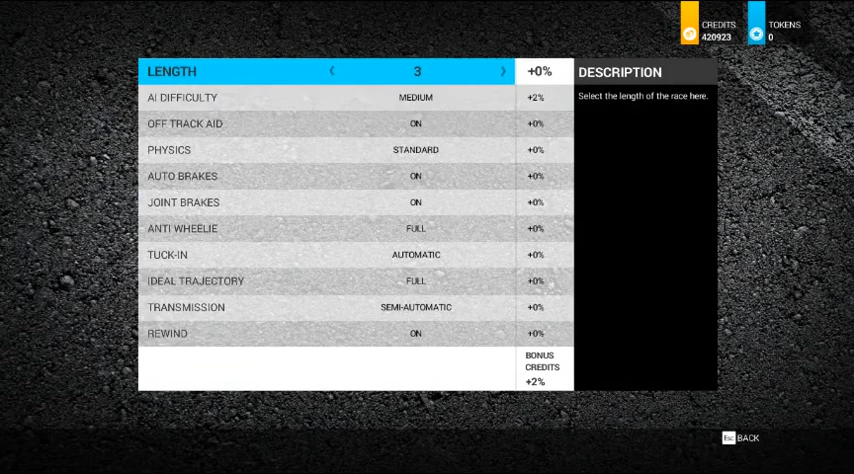 CREDITS
420923
TOKENS
0
LENGTH 3 +0%
AI DIFFICULTY MEDIUM +2%
OFF TRACK AID ON +0%
PHYSICS STANDARD +0%
AUTO BRAKES ON +0%
JOINT BRAKES ON +0%
ANTI WHEELIE FULL +0%
TUCK-IN AUTOMATIC +0%
IDEAL TRAJECTORY FULL +0%
TRANSMISSION SEMI-AUTOMATIC +0%
REWIND ON +0%
BONUS
CREDITS
+2%
DESCRIPTION
Select the length of the race here.
Esc BACK